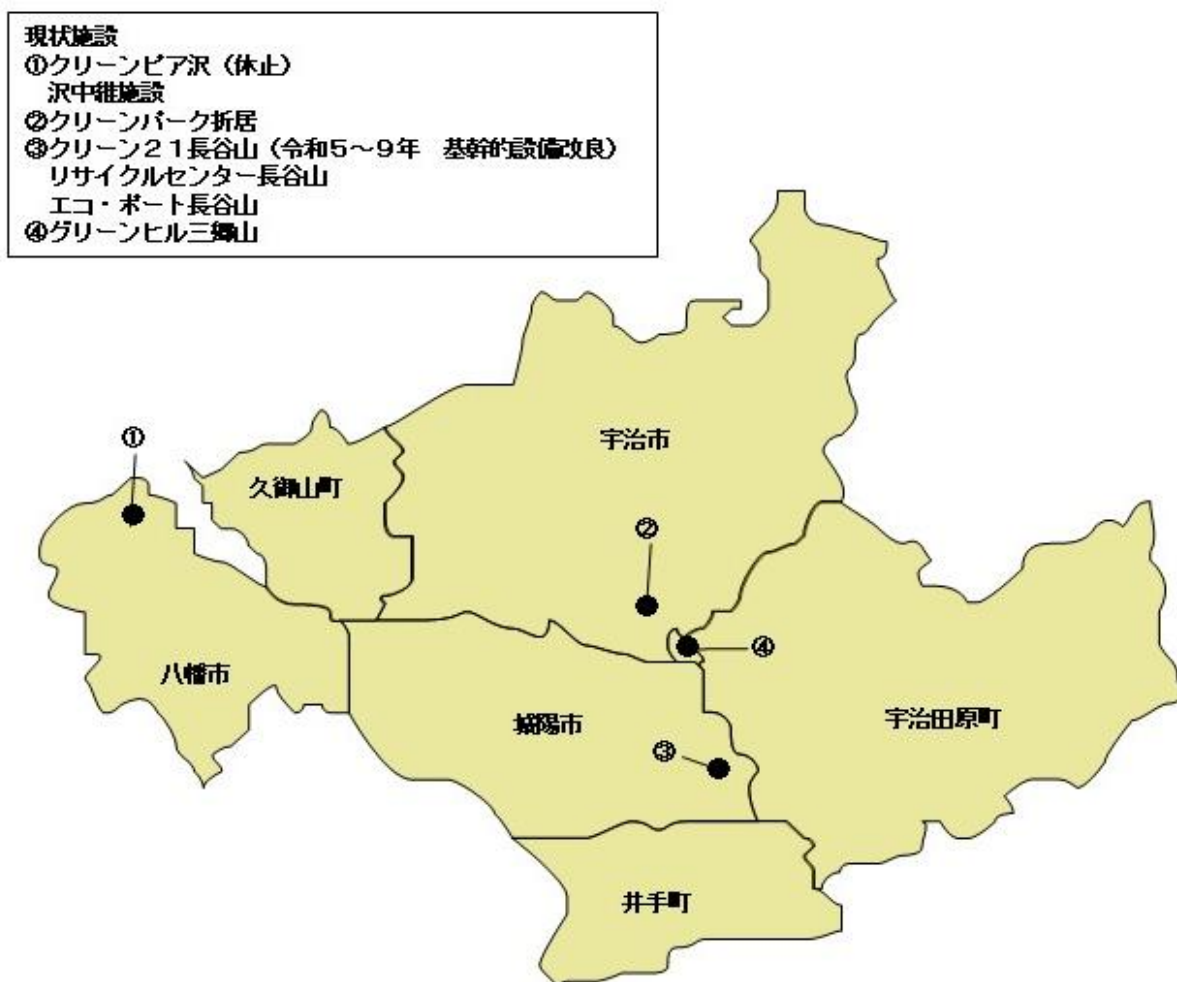 現状施設
①クリーンピア沢（休止）
沢中継施設
②クリーンパーク折居
③クリーン２１長谷山（令和５～９年　基幹的設備改良）
リサイクルセンター長谷山
エコ・ポート長谷山
④グリーンヒル三郷山
①
宇治市
久御山町
②
④
八幡市
城陽市
宇治田原町
③
井手町